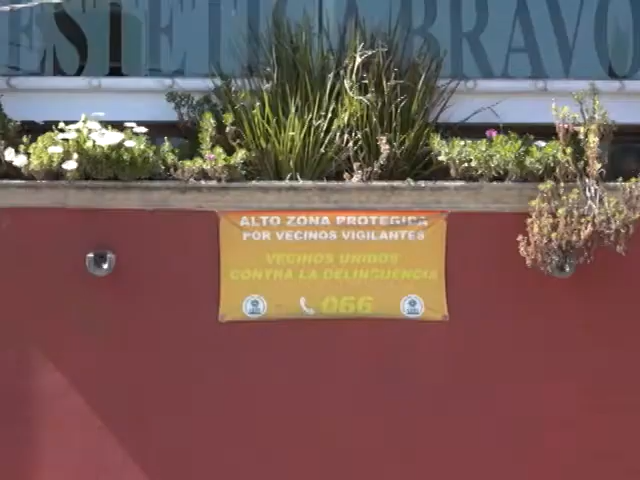 ESTETICA BRAVO
ALTO ZONA PROTEGIDA
POR VECINOS VIGILANTES
VECINOS UNIDOS
CONTRA LA DELINCUENCIA
066